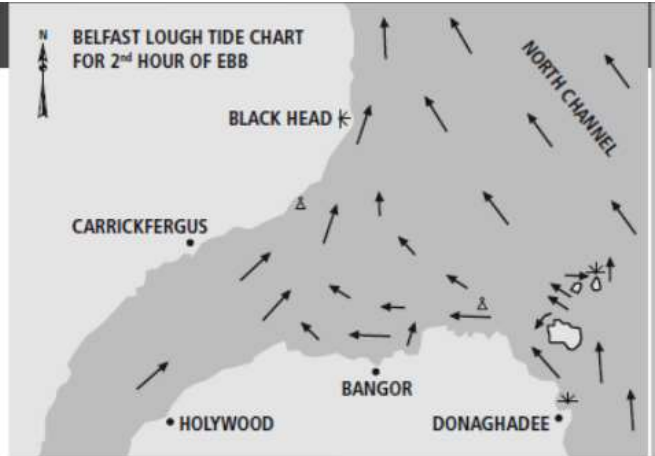 N
BELFAST LOUGH TIDE CHART
FOR 2nd HOUR OF EBB
NORTH CHANNEL
BLACK HEAD
CARRICKFERGUS
BANGOR
HOLYWOOD
DONAGHADEE